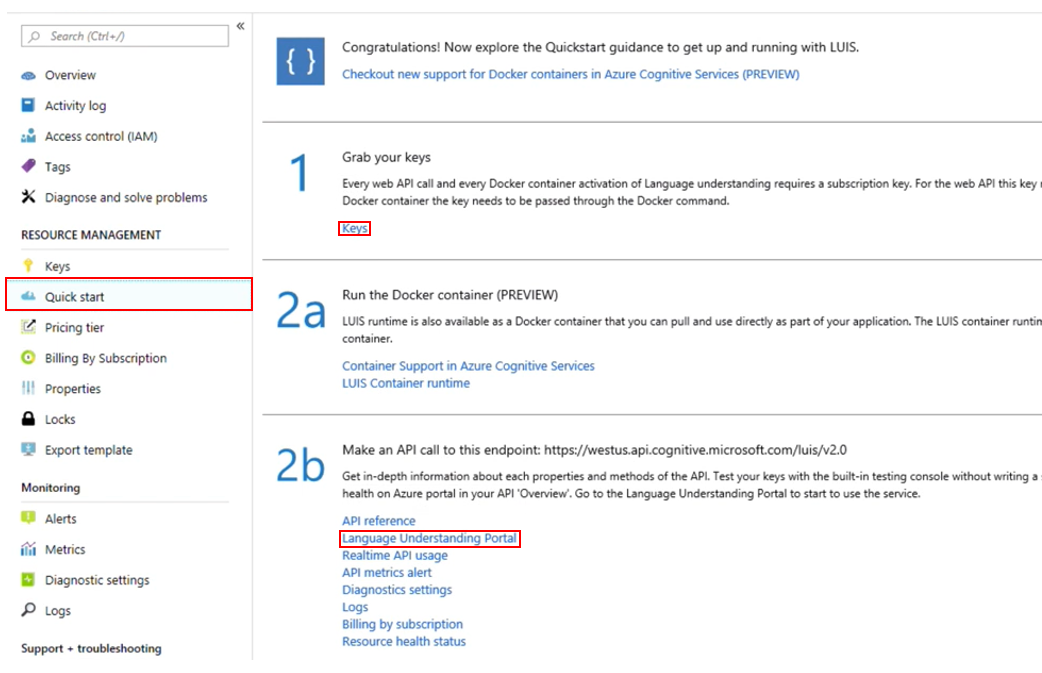 Search (Ctrl+/)
«
Overview
Activity log
Access control (IAM)
Tags
Diagnose and solve problems
RESOURCE MANAGEMENT
Keys
Quick start
Pricing tier
Billing By Subscription
Properties
Locks
Export template
Monitoring
Alerts
Metrics
Diagnostic settings
Logs
Support + troubleshooting
{ }
Congratulations! Now explore the Quickstart guidance to get up and running with LUIS.
Checkout new support for Docker containers in Azure Cognitive Services (PREVIEW)
1
Grab your keys
Every web API call and every Docker container activation of Language understanding requires a subscription key. For the web API this key
Docker container the key needs to be passed through the Docker command.
Keys
2a
Run the Docker container (PREVIEW)
LUIS runtime is also available as a Docker container that you can pull and use directly as part of your application. The LUIS container
container.
Container Support in Azure Cognitive Services
LUIS Container runtime
2b
Make an API call to this endpoint: https://westus.api.cognitive.microsoft.com/luis/v2.0
Get in-depth information about each properties and methods of the API. Test your keys with the built-in testing console without writing a
health on Azure portal in your API 'Overview'. Go to the Language Understanding Portal to start to use the service.
API reference
Language Understanding Portal
Realtime API usage
API metrics alert
Diagnostics settings
Logs
Billing by subscription
Resource health status